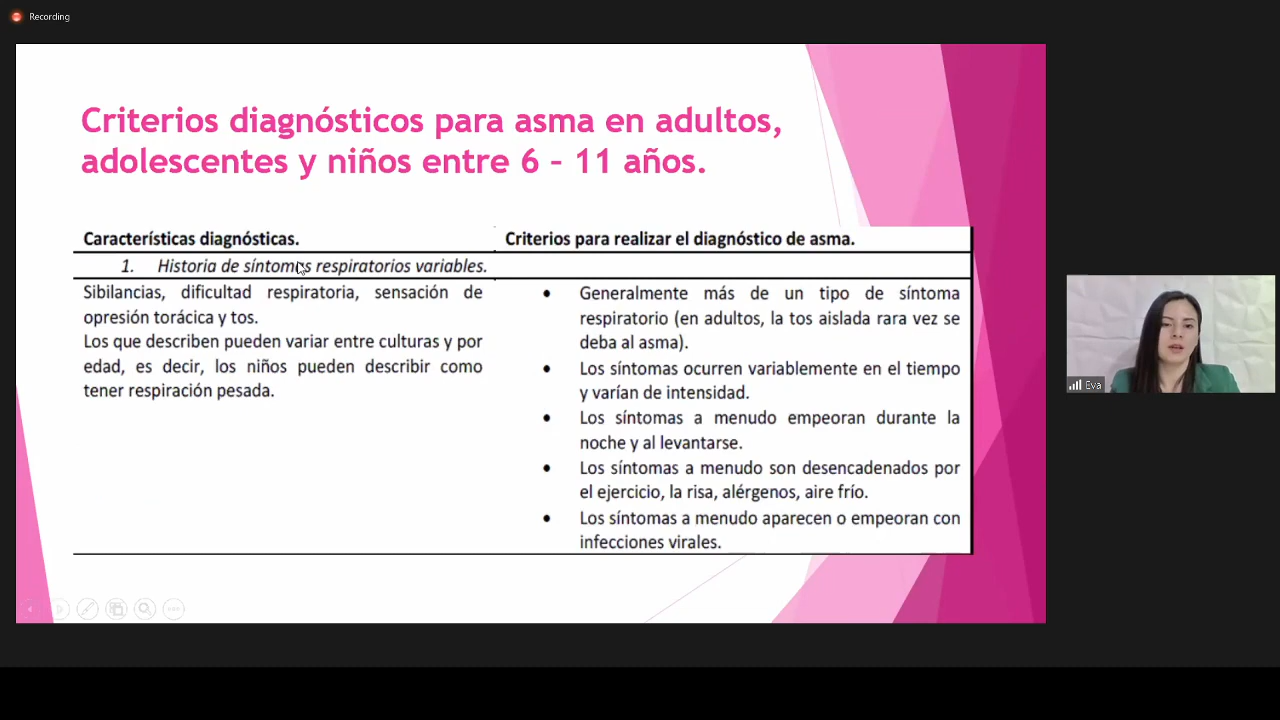 Recording
Criterios diagnósticos para asma en adultos,
adolescentes y niños entre 6 – 11 años.
Características diagnósticas.
Criterios para realizar el diagnóstico de asma.
1. Historia de síntomas respiratorios variables.
Sibilancias, dificultad respiratoria, sensación de
opresión torácica y tos.
Los que describen pueden variar entre culturas y por
edad, es decir, los niños pueden describir como
tener respiración pesada.
• Generalmente más de un tipo de síntoma
respiratorio (en adultos, la tos aislada rara vez se
deba al asma).
• Los síntomas ocurren variablemente en el tiempo
y varían de intensidad.
• Los síntomas a menudo empeoran durante la
noche y al levantarse.
• Los síntomas a menudo son desencadenados por
el ejercicio, la risa, alérgenos, aire frío.
• Los síntomas a menudo aparecen o empeoran con
infecciones virales.
Eva